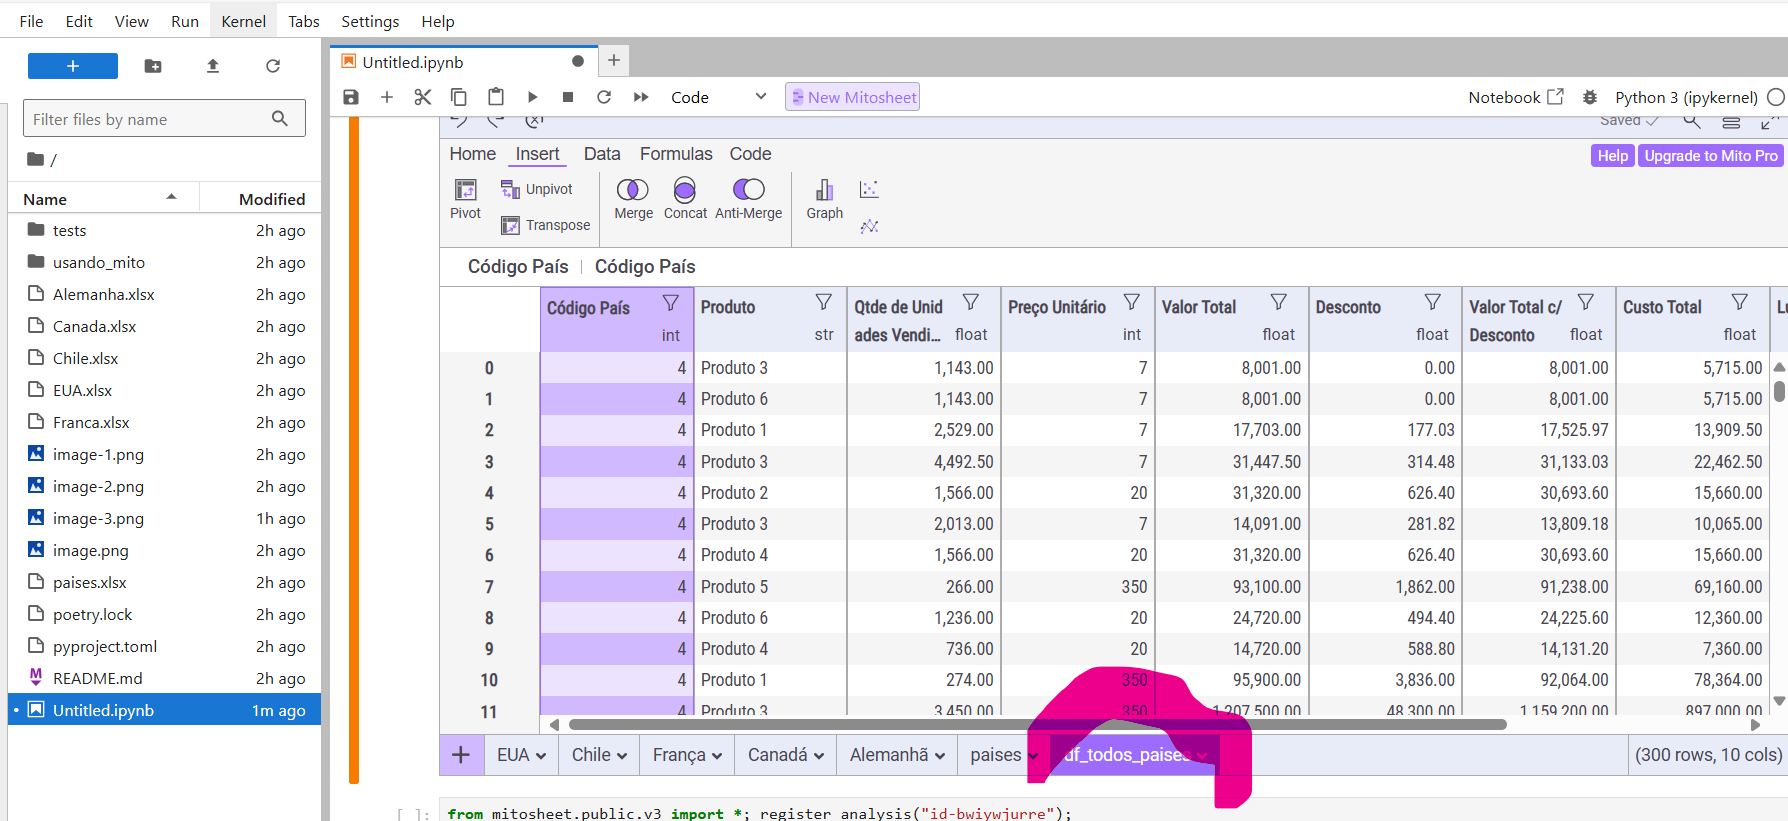 File Edit View Run Kernel Tabs Settings Help
Untitled.ipynb
Code New Mitosheet Notebook Python 3 (ipykernel)
Filter files by name
/
Name Modified
tests 2h ago
usando_mito 2h ago
Alemanha.xlsx 2h ago
Canada.xlsx 2h ago
Chile.xlsx 2h ago
EUA.xlsx 2h ago
Franca.xlsx 2h ago
image-1.png 2h ago
image-2.png 2h ago
image-3.png 1h ago
image.png 2h ago
paises.xlsx 2h ago
poetry.lock 2h ago
pyproject.toml 2h ago
README.md 2h ago
Untitled.ipynb 1m ago
Saved
Home Insert Data Formulas Code Help Upgrade to Mito Pro
Pivot Unpivot Transpose Merge Concat Anti-Merge Graph
Código País Código País
Código País Produto Qtde de Unid Preço Unitário Valor Total Desconto Valor Total c/ Custo Total Lu
int str ades Vendi... float int float float Desconto float float
0 4 Produto 3 1,143.00 7 8,001.00 0.00 8,001.00 5,715.00
1 4 Produto 6 1,143.00 7 8,001.00 0.00 8,001.00 5,715.00
2 4 Produto 1 2,529.00 7 17,703.00 177.03 17,525.97 13,909.50
3 4 Produto 3 4,492.50 7 31,447.50 314.48 31,133.03 22,462.50
4 4 Produto 2 1,566.00 20 31,320.00 626.40 30,693.60 15,660.00
5 4 Produto 3 2,013.00 7 14,091.00 281.82 13,809.18 10,065.00
6 4 Produto 4 1,566.00 20 31,320.00 626.40 30,693.60 15,660.00
7 4 Produto 5 266.00 350 93,100.00 1,862.00 91,238.00 69,160.00
8 4 Produto 6 1,236.00 20 24,720.00 494.40 24,225.60 12,360.00
9 4 Produto 4 736.00 20 14,720.00 588.80 14,131.20 7,360.00
10 4 Produto 1 274.00 350 95,900.00 3,836.00 92,064.00 78,364.00
11 4 Produto 3 3,450.00 350 1,207,500.00 48,300.00 1,159,200.00 897,000.00
+ EUA Chile França Canadá Alemanhã paises df_todos_paises (300 rows, 10 cols)
[ ]: from mitosheet.public.v3 import *; register_analysis("id-bwiywjurre");